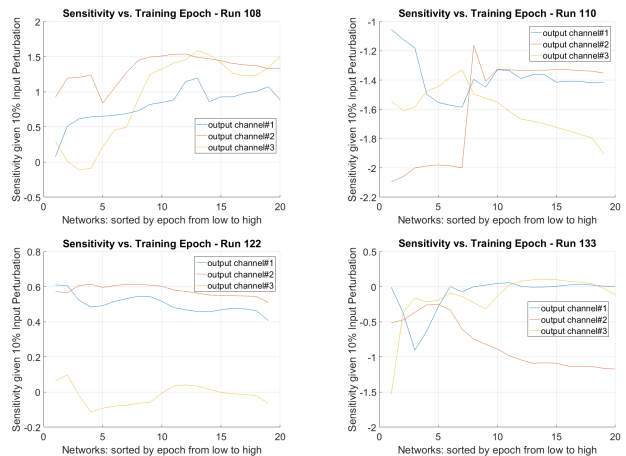 Sensitivity vs. Training Epoch - Run 108
Sensitivity given 10% Input Perturbation
2
1.5
1
0.5
0
-0.5
output channel#1
output channel#2
output channel#3
0 5 10 15 20
Networks: sorted by epoch from low to high
Sensitivity vs. Training Epoch - Run 110
Sensitivity given 10% Input Perturbation
-1
-1.2
-1.4
-1.6
-1.8
-2
-2.2
output channel#1
output channel#2
output channel#3
0 5 10 15 20
Networks: sorted by epoch from low to high
Sensitivity vs. Training Epoch - Run 122
Sensitivity given 10% Input Perturbation
0.8
0.6
0.4
0.2
0
-0.2
output channel#1
output channel#2
output channel#3
0 5 10 15 20
Networks: sorted by epoch from low to high
Sensitivity vs. Training Epoch - Run 133
Sensitivity given 10% Input Perturbation
0.5
0
-0.5
-1
-1.5
-2
output channel#1
output channel#2
output channel#3
0 5 10 15 20
Networks: sorted by epoch from low to high